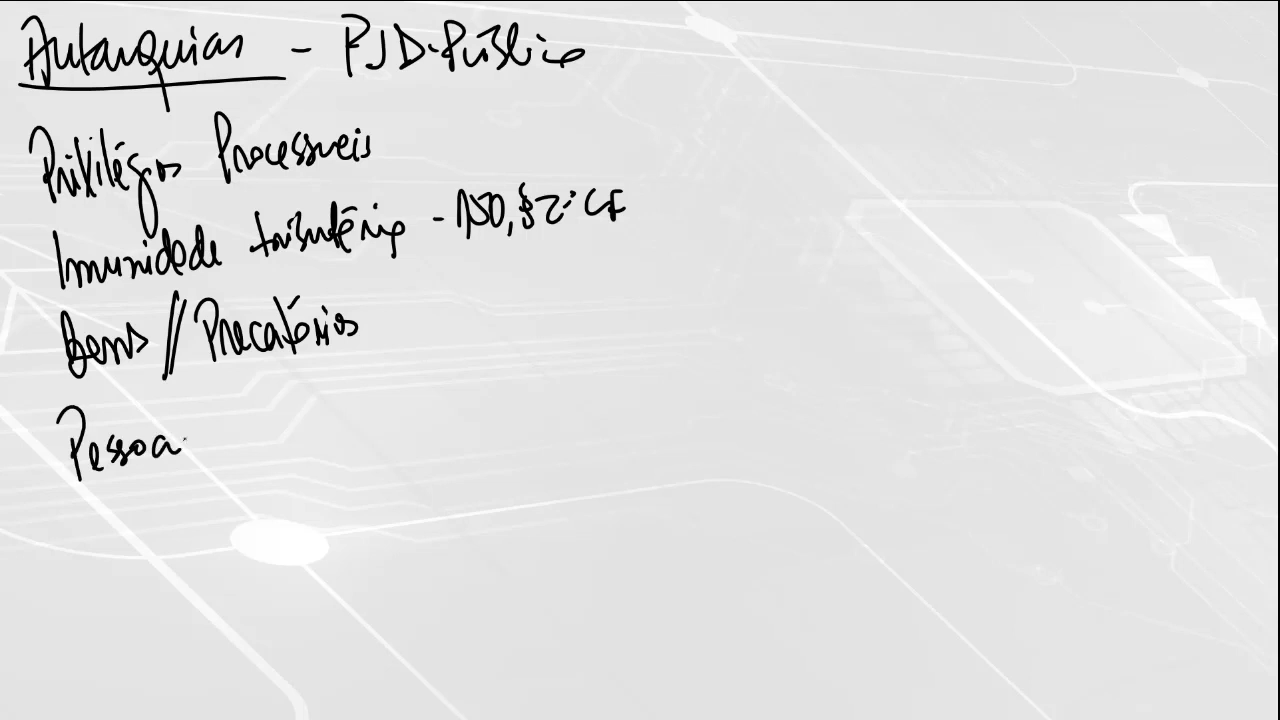 Autarquias - PJD.Público
Privilégios Processuais
Imunidade tributária - 150, § 2º CF
Bens // Precatórios
Pessoa